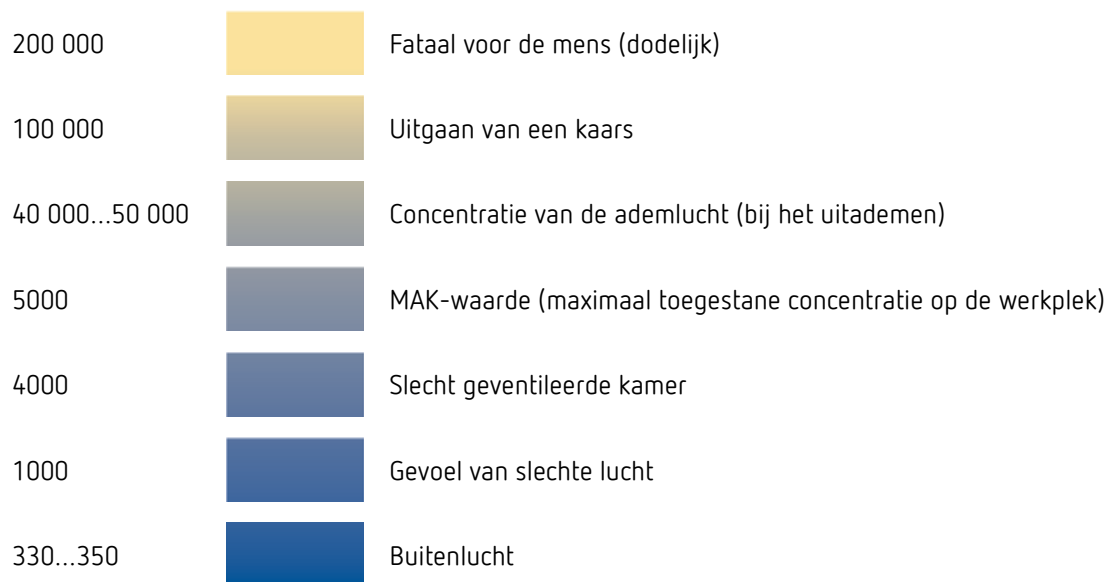 200 000 Fataal voor de mens (dodelijk)
100 000 Uitgaan van een kaars
40 000...50 000 Concentratie van de ademlucht (bij het uitademen)
5000 MAK-waarde (maximaal toegestane concentratie op de werkplek)
4000 Slecht geventileerde kamer
1000 Gevoel van slechte lucht
330...350 Buitenlucht